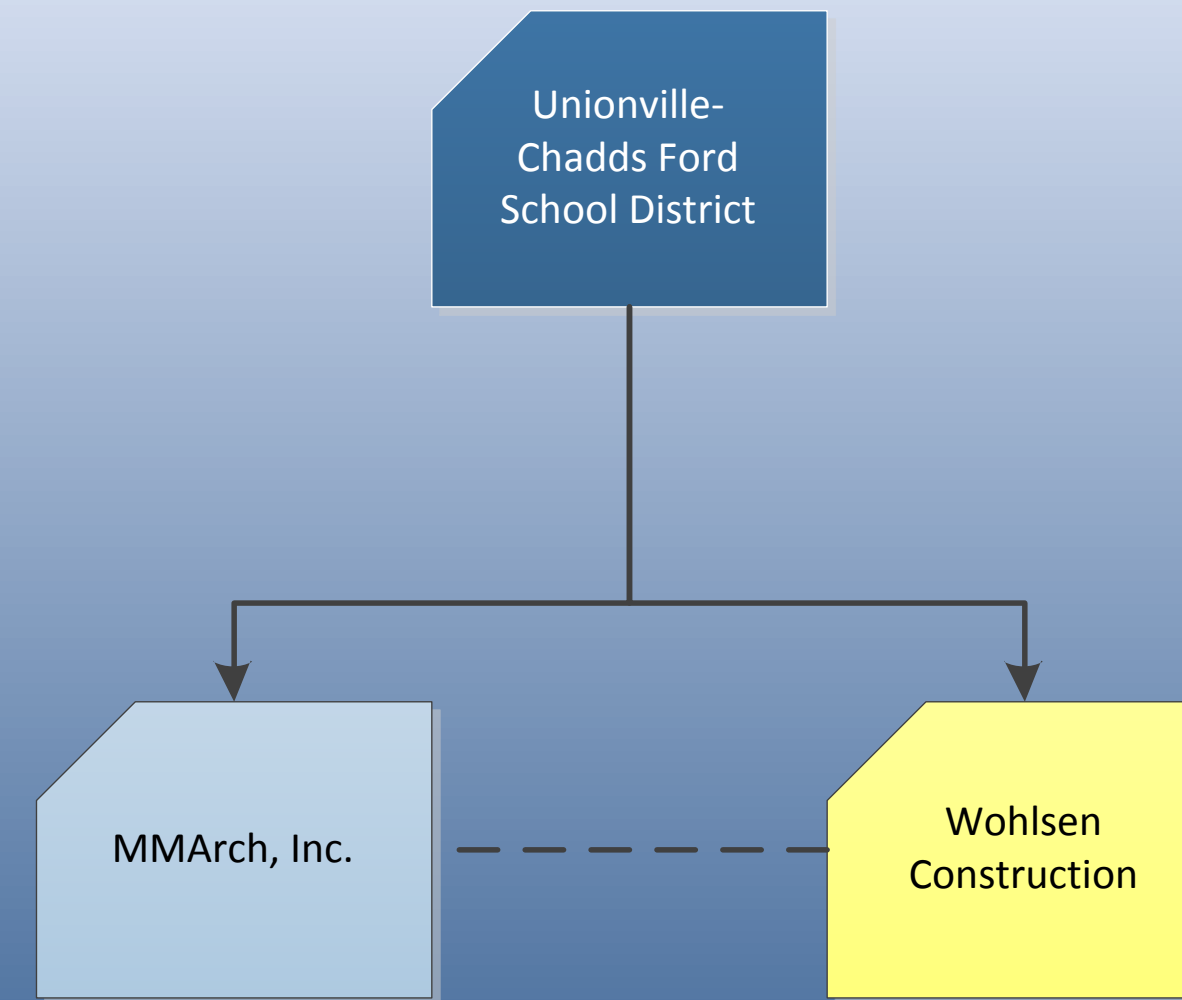 Unionville-
Chadds Ford
School District
MMArch, Inc.
Wohlsen
Construction